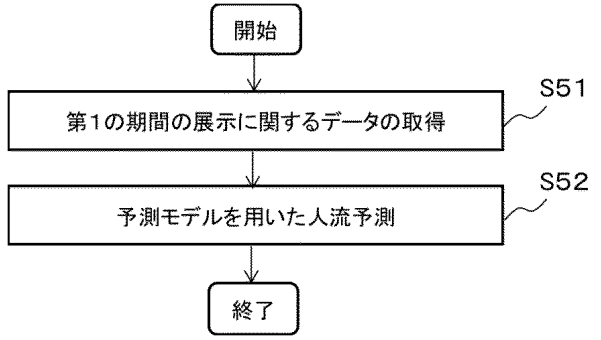 開始
S51
第1の期間の展示に関するデータの取得
S52
予測モデルを用いた人流予測
終了